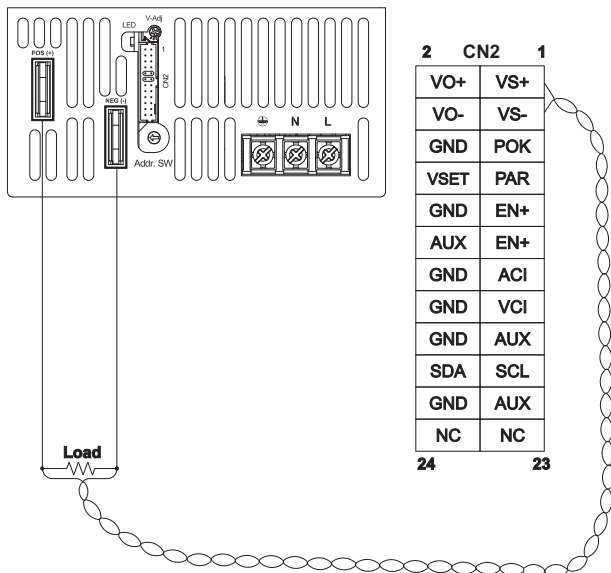 LED
V-Adj
POS (+)
1
CN2
NEG (-)
Addr. SW
N L
2 CN2 1
VO+ VS+
VO- VS-
GND POK
VSET PAR
GND EN+
AUX EN+
GND ACI
GND VCI
GND AUX
SDA SCL
GND AUX
NC NC
24 23
Load